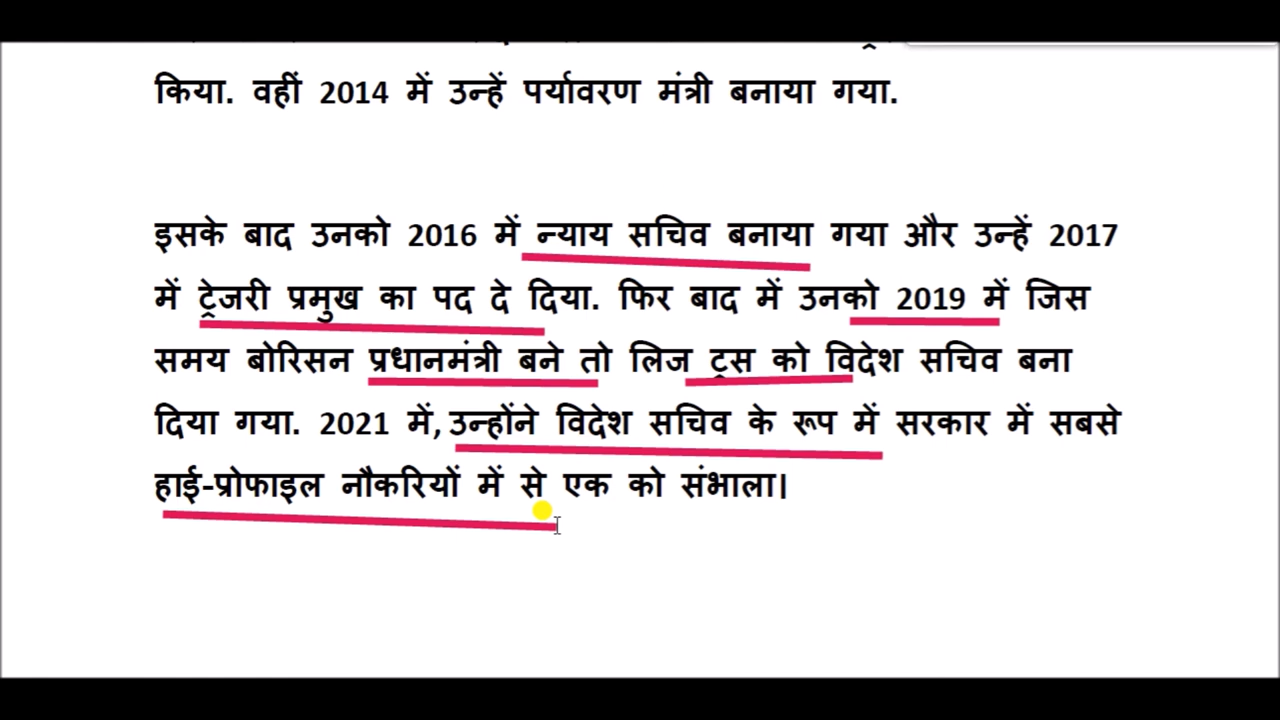 किया. वहीं 2014 में उन्हें पर्यावरण मंत्री बनाया गया.
इसके बाद उनको 2016 में न्याय सचिव बनाया गया और उन्हें 2017
में ट्रेजरी प्रमुख का पद दे दिया. फिर बाद में उनको 2019 में जिस
समय बोरिसन प्रधानमंत्री बने तो लिज ट्रस को विदेश सचिव बना
दिया गया. 2021 में, उन्होंने विदेश सचिव के रूप में सरकार में सबसे
हाई-प्रोफाइल नौकरियों में से एक को संभाला।